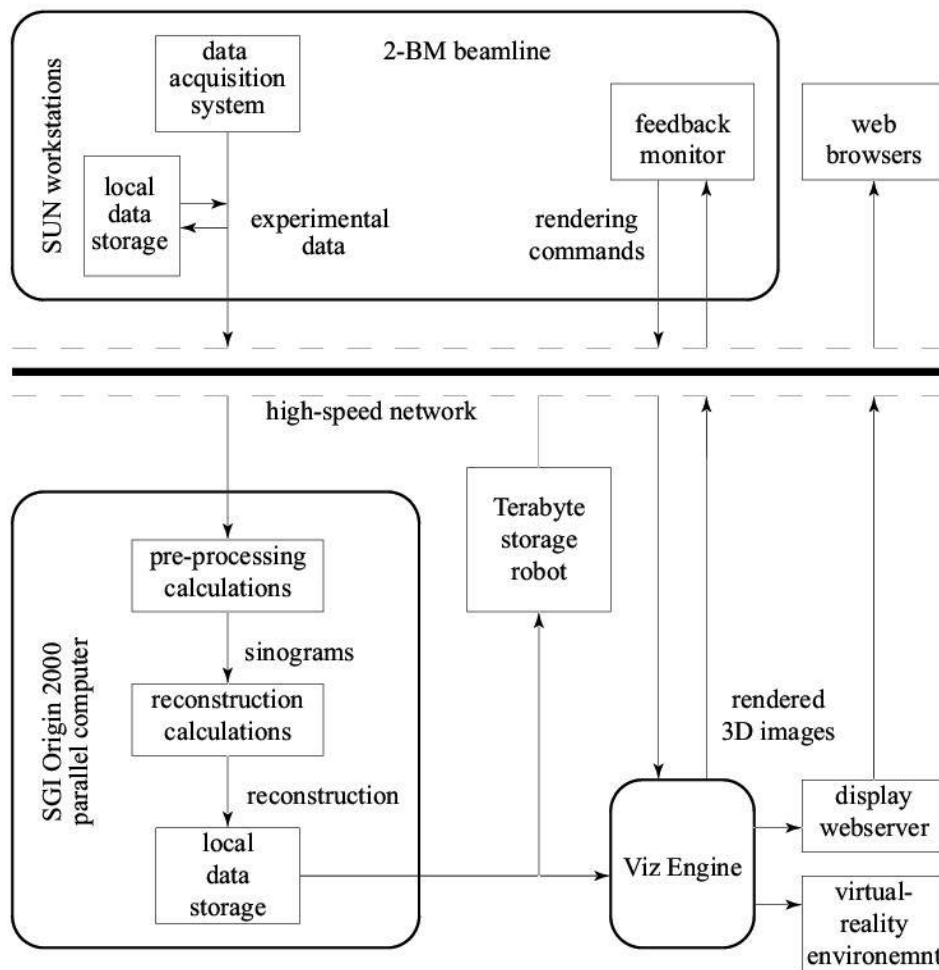 data
acquisition
system
2-BM beamline
SUN workstations
local
data
storage
experimental
data
feedback
monitor
rendering
commands
web
browsers
high-speed network
SGI Origin 2000
parallel computer
pre-processing
calculations
sinograms
reconstruction
calculations
reconstruction
local
data
storage
Terabyte
storage
robot
rendered
3D images
Viz Engine
display
webserver
virtual-
reality
environemnt